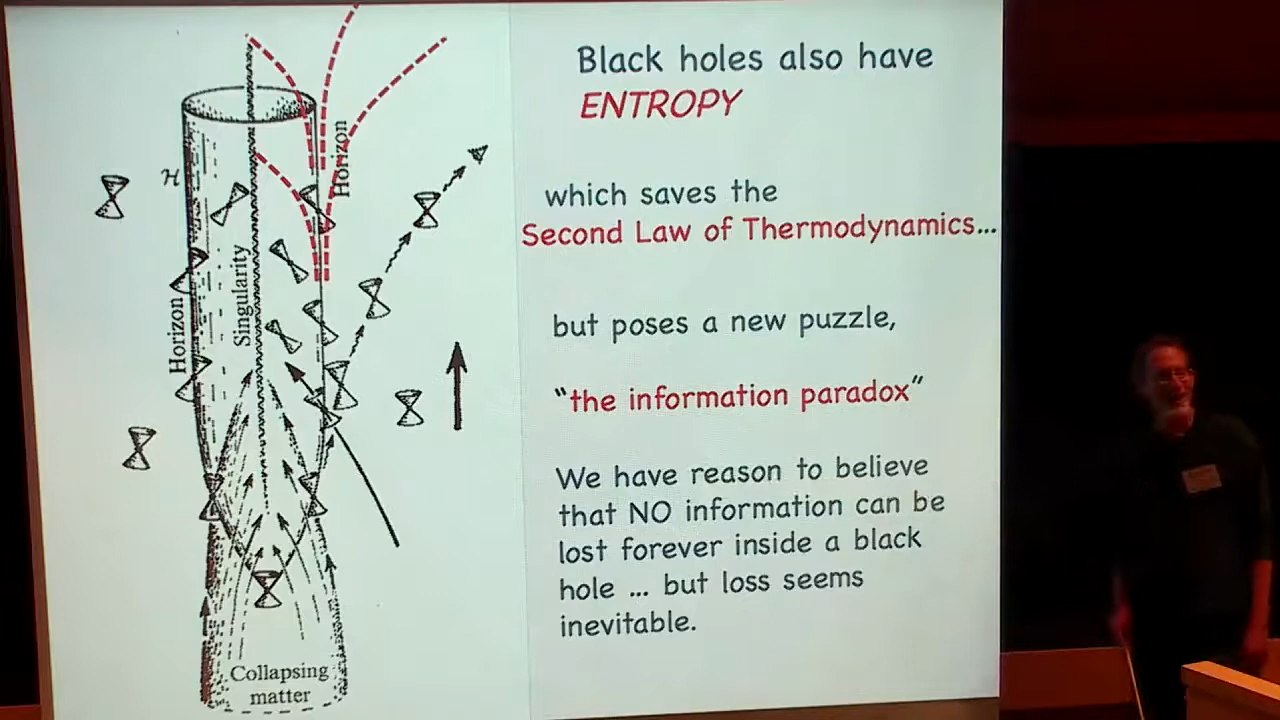 ℋ
Horizon
Singularity
Horizon
Collapsing
matter
Black holes also have
ENTROPY
which saves the
Second Law of Thermodynamics...
but poses a new puzzle,
“the information paradox”
We have reason to believe
that NO information can be
lost forever inside a black
hole ... but loss seems
inevitable.